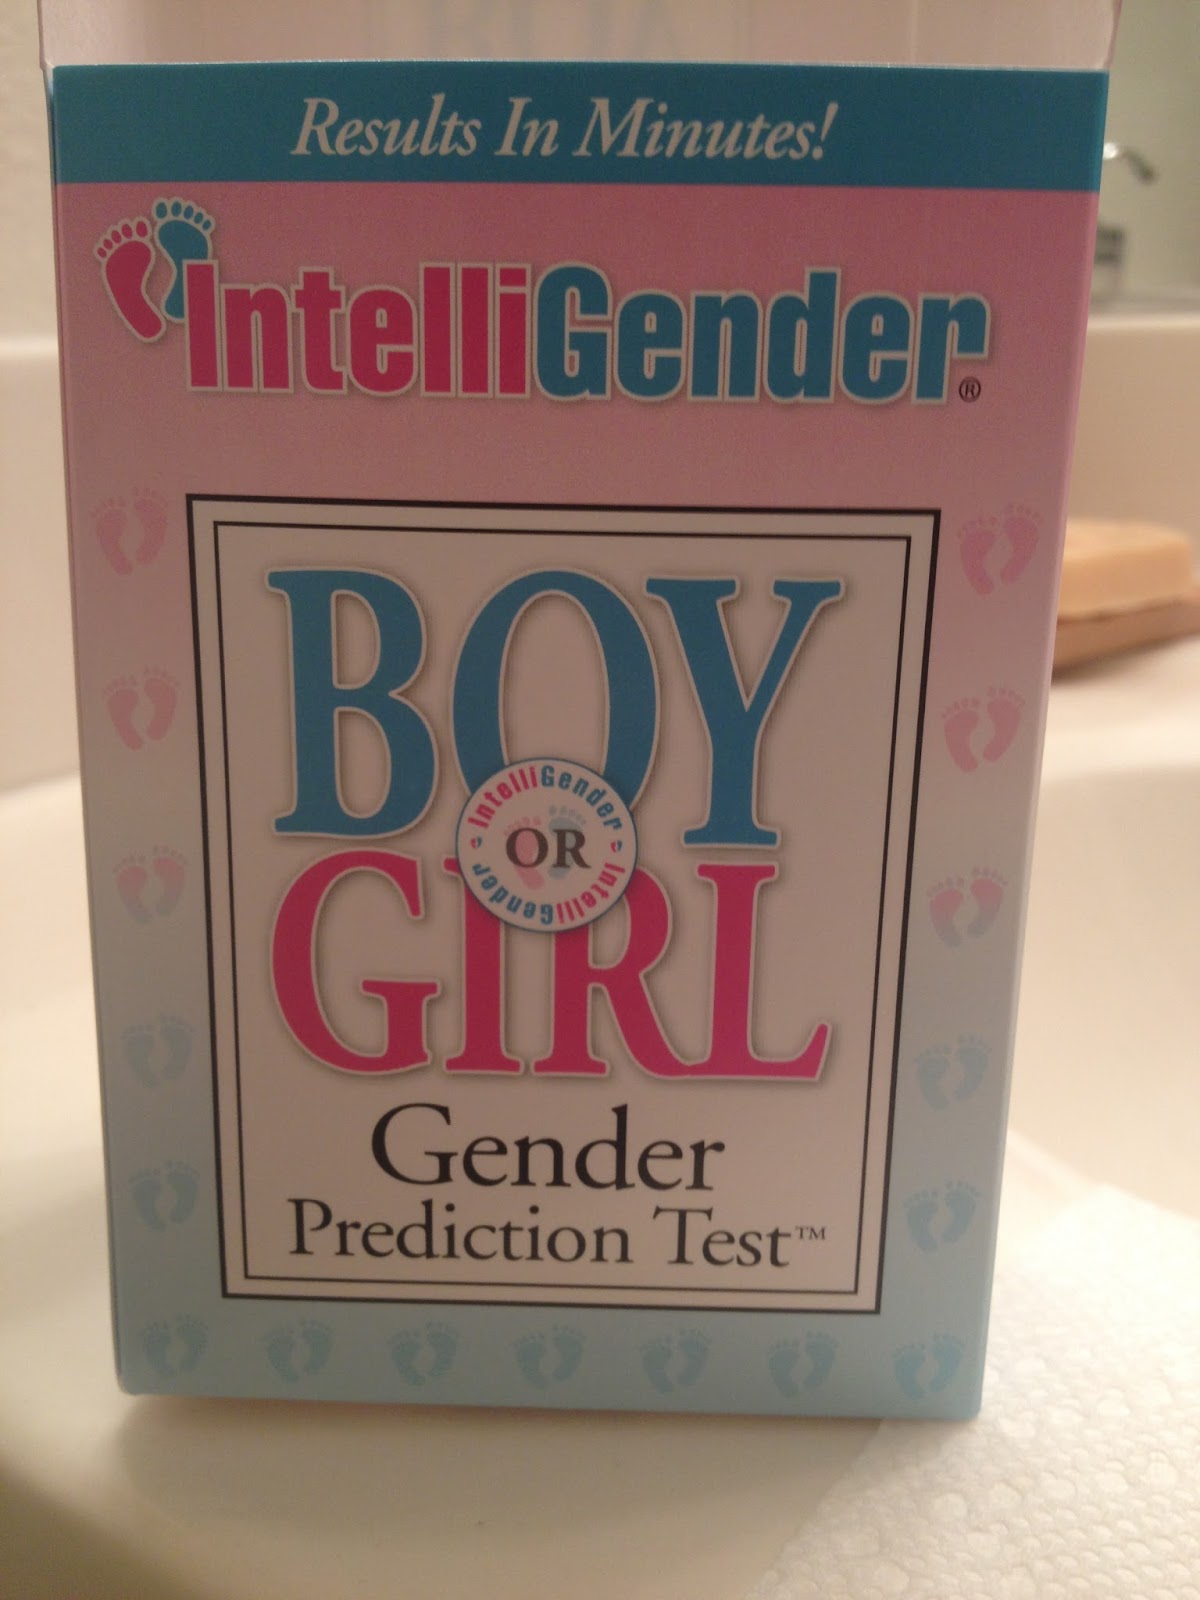 Results In Minutes!
IntelliGender®
BOY
IntelliGender
OR
IntelliGender
GIRL
Gender
Prediction Test™